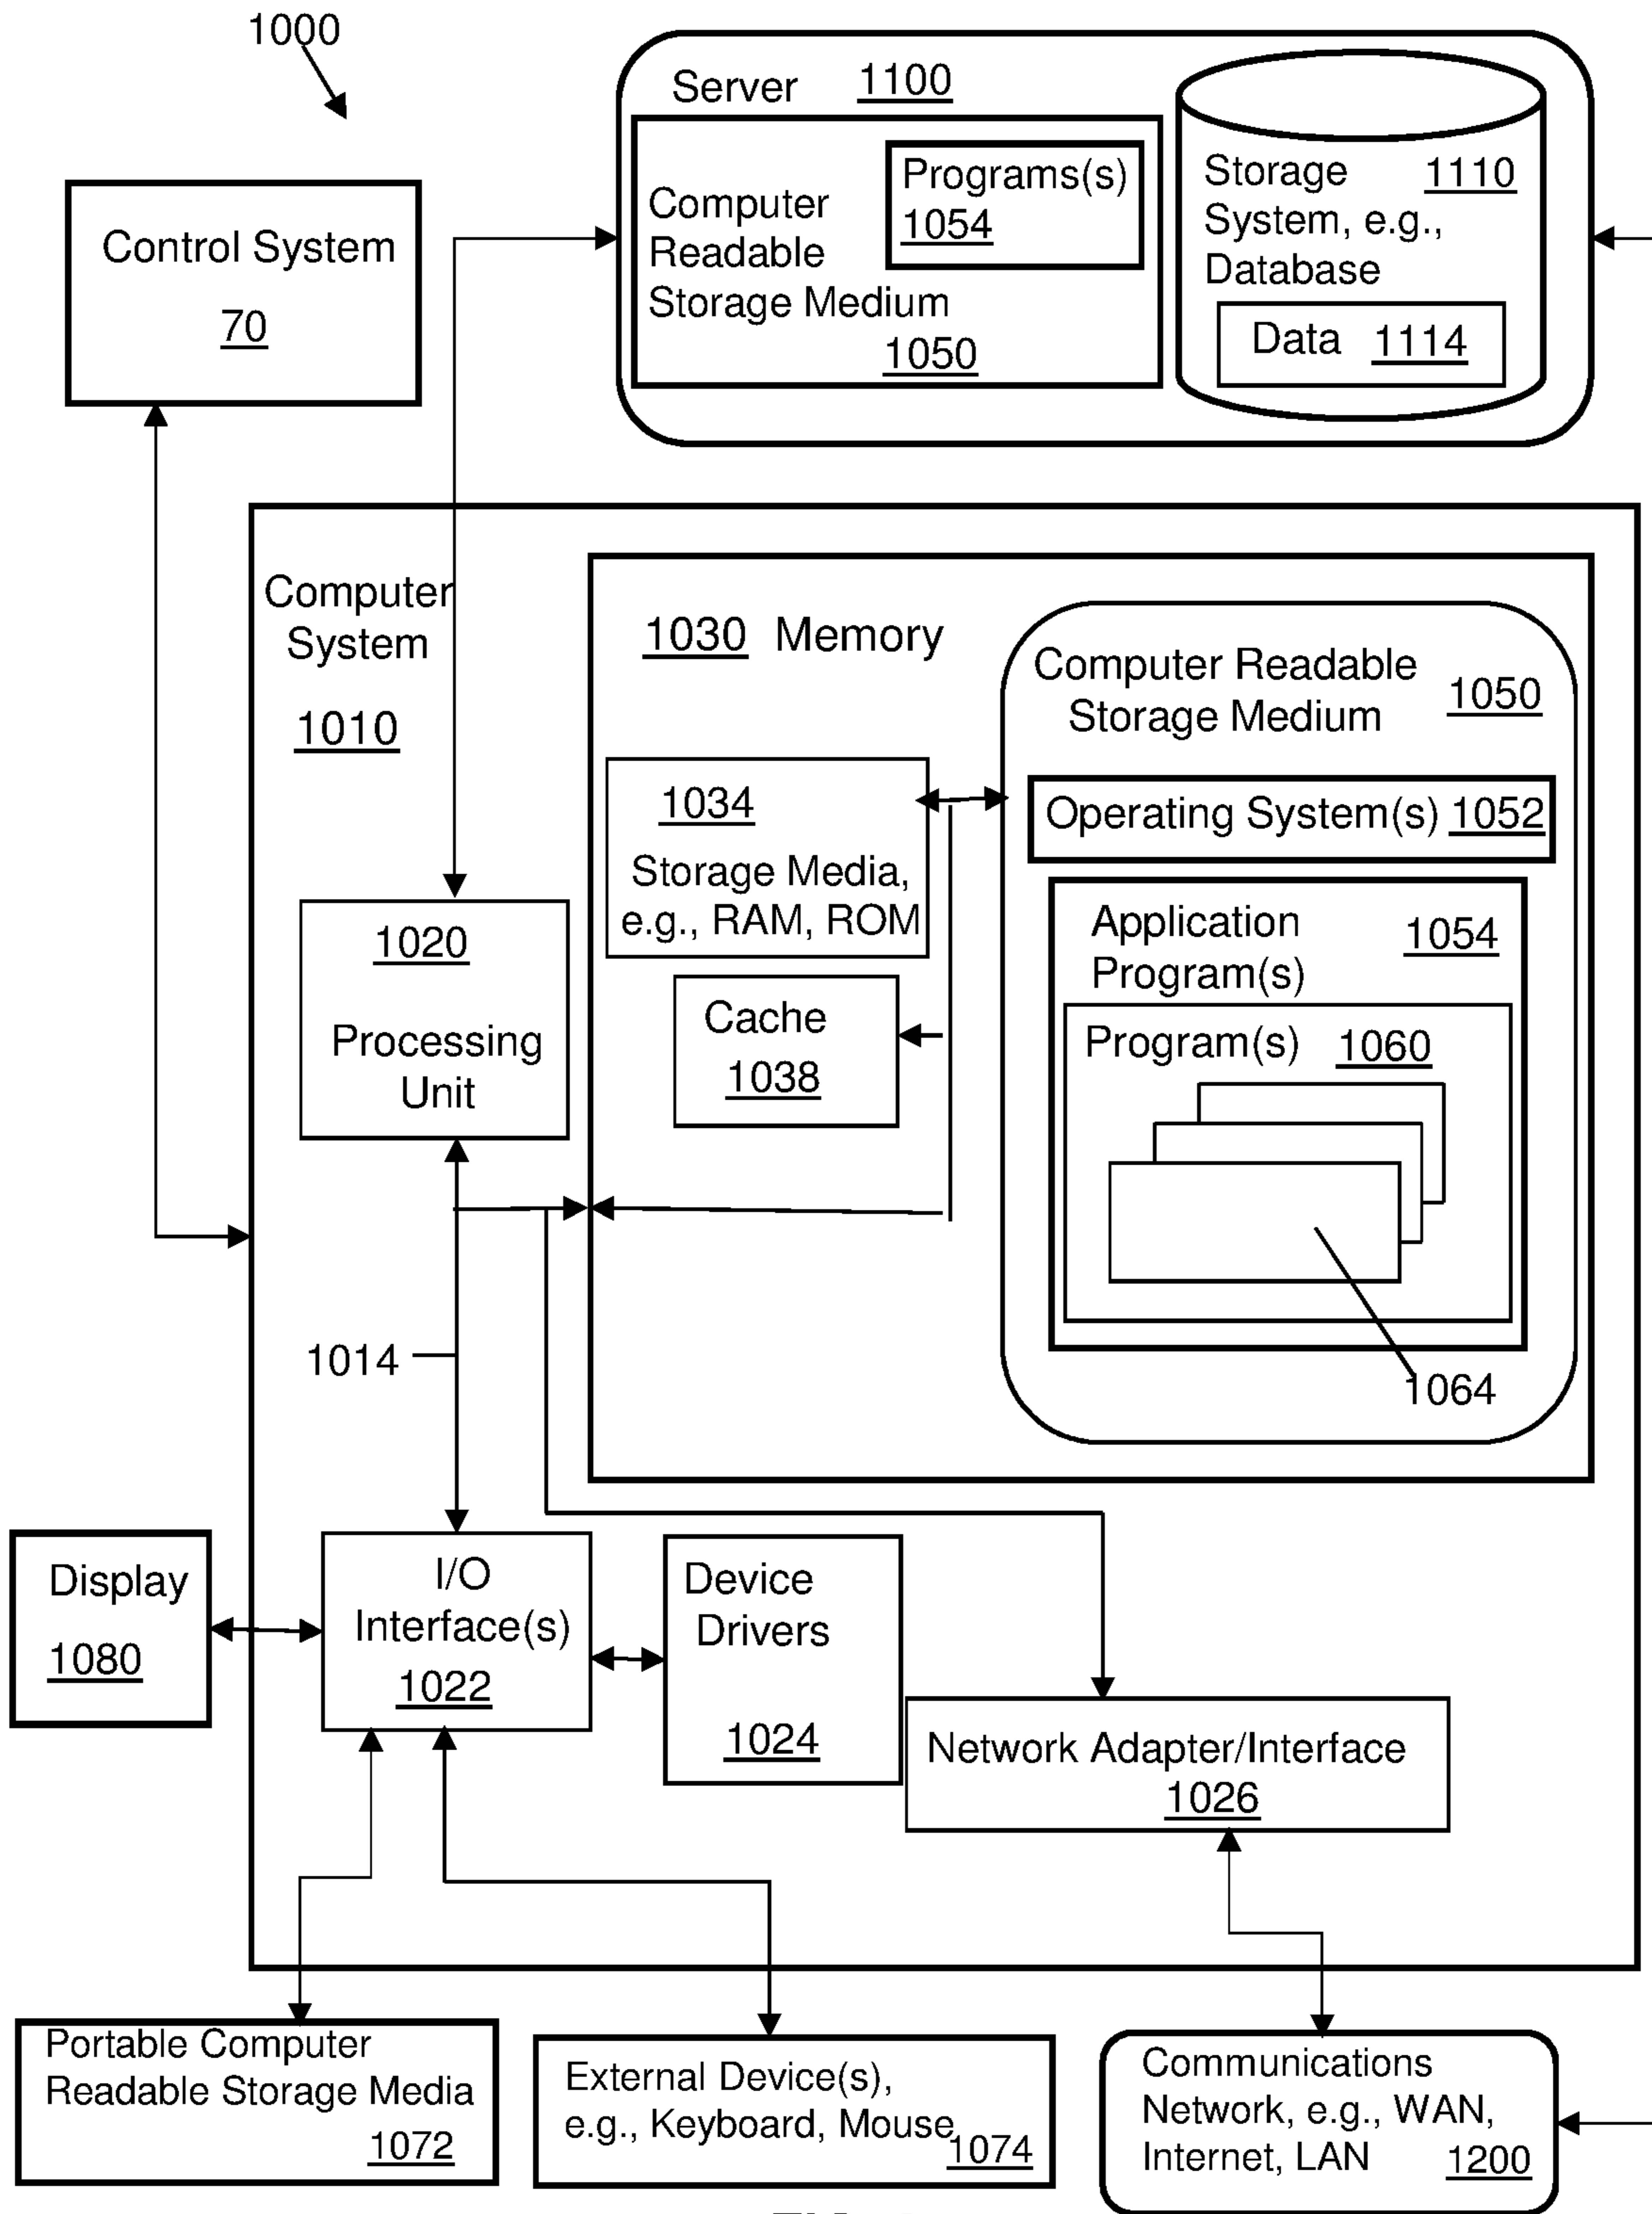 1000
Server 1100
Programs(s)
1054
Computer
Readable
Storage Medium
1050
Storage 1110
System, e.g.,
Database
Data 1114
Control System
70
Computer
System
1010
1030 Memory
Computer Readable
Storage Medium
1050
1034
Storage Media,
e.g., RAM, ROM
Operating System(s) 1052
Cache
1038
Application
Program(s)
1054
Program(s) 1060
1064
1020
Processing
Unit
1014
Display
1080
I/O
Interface(s)
1022
Device
Drivers
1024
Network Adapter/Interface
1026
Portable Computer
Readable Storage Media
1072
External Device(s),
e.g., Keyboard, Mouse
1074
Communications
Network, e.g., WAN,
Internet, LAN 1200